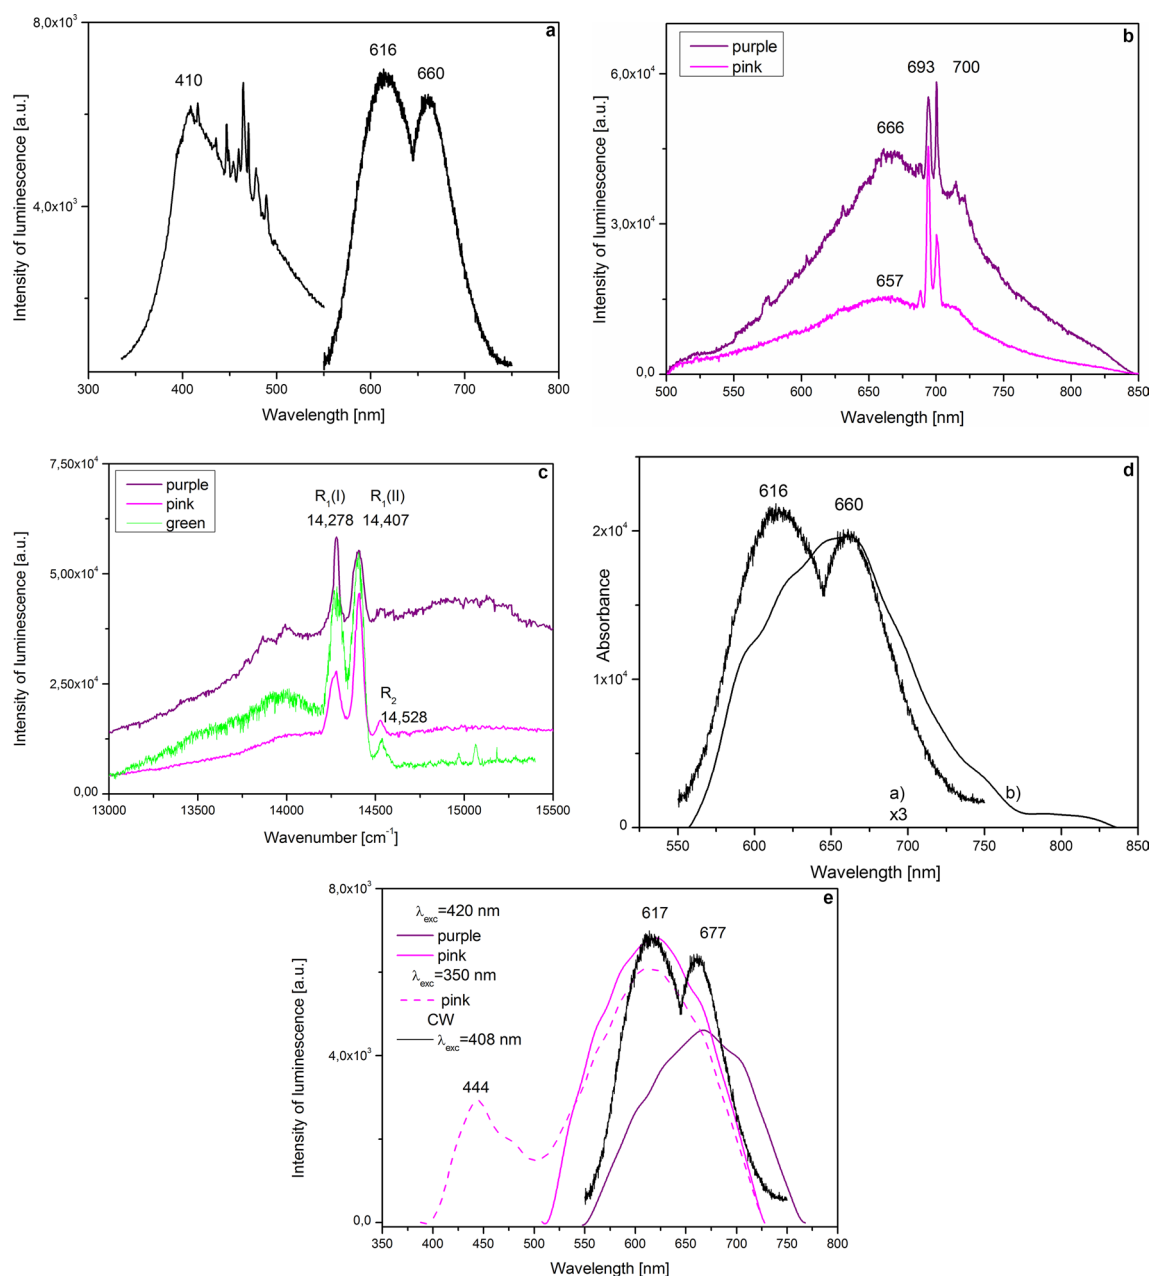 a
8,0x10³
4,0x10³
410
616
660
300 400 500 600 700 800
Wavelength [nm]
Intensity of luminescence [a.u.]
b
purple
pink
6,0x10⁴
3,0x10⁴
0,0
693 700
666
657
500 550 600 650 700 750 800 850
Wavelength [nm]
Intensity of luminescence [a.u.]
c
purple
pink
green
7,50x10⁴
5,00x10⁴
2,50x10⁴
0,00
R₁(I) R₁(II)
14,278 14,407
R₂
14,528
13000 13500 14000 14500 15000 15500
Wavenumber [cm⁻¹]
Intensity of luminescence [a.u.]
d
2x10⁴
1x10⁴
0
616
660
a) b)
x3
550 600 650 700 750 800 850
Wavelength [nm]
Absorbance
e
8,0x10³
4,0x10³
0,0
λexc=420 nm
purple
pink
λexc=350 nm
pink
CW
λexc=408 nm
617
677
444
350 400 450 500 550 600 650 700 750 800
Wavelength [nm]
Intensity of luminescence [a.u.]